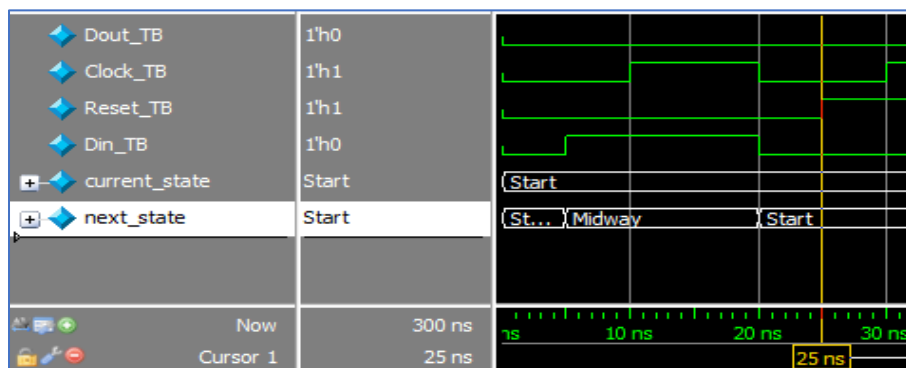 Dout_TB 1'h0
Clock_TB 1'h1
Reset_TB 1'h1
Din_TB 1'h0
current_state Start Start
next_state Start St... Midway Start
Now 300 ns ns 10 ns 20 ns 30 ns
Cursor 1 25 ns 25 ns